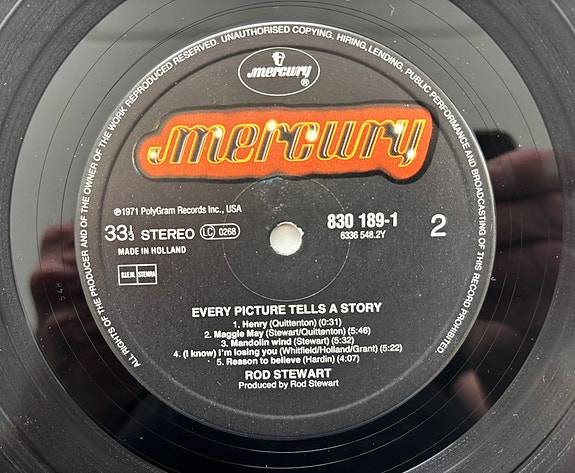 ALL RIGHTS OF THE PRODUCER AND OF THE OWNER OF THE WORK REPRODUCED RESERVED. UNAUTHORISED COPYING, HIRING, LENDING, PUBLIC PERFORMANCE AND BROADCASTING OF THIS RECORD PROHIBITED.
mercury
®
mercury
℗1971 PolyGram Records Inc., USA
33⅓ STEREO LC 0268
MADE IN HOLLAND
B.I.E.M. STEMRA
830 189-1
6336 548.2Y
2
EVERY PICTURE TELLS A STORY
1. Henry (Quittenton) (0:31)
2. Maggie May (Stewart/Quittenton) (5:46)
3. Mandolin wind (Stewart) (5:32)
4. (I know) I'm losing you (Whitfield/Holland/Grant) (5:22)
5. Reason to believe (Hardin) (4:07)
ROD STEWART
Produced by Rod Stewart